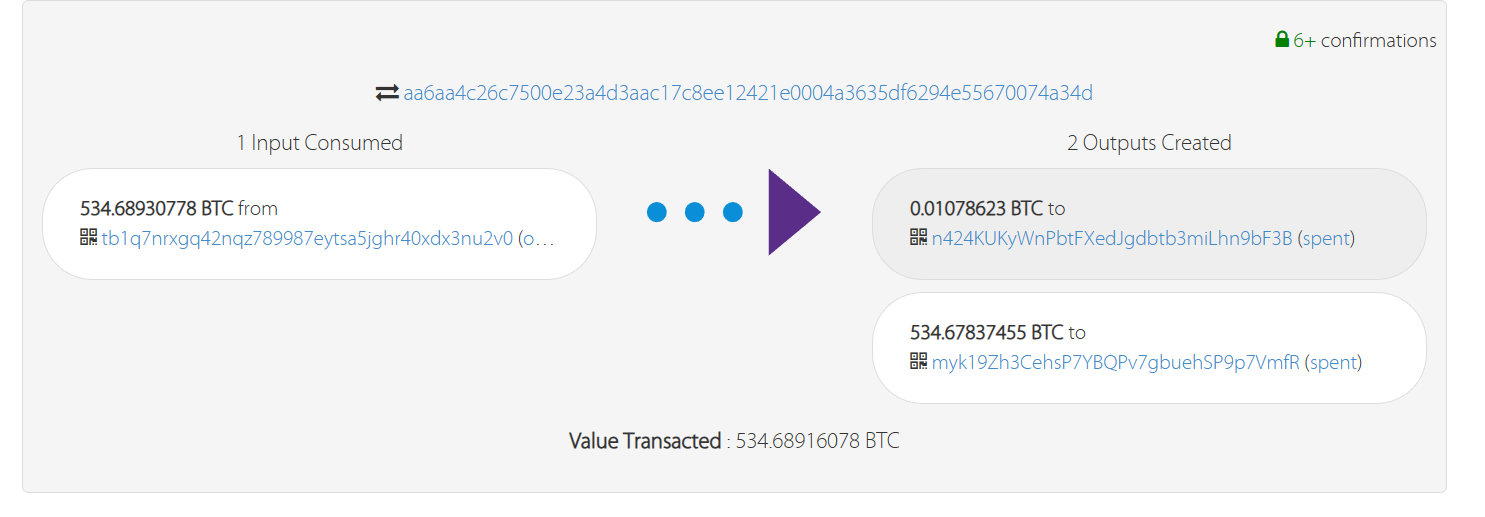 6+ confirmations
aa6aa4c26c7500e23a4d3aac17c8ee12421e0004a3635df6294e55670074a34d
1 Input Consumed
2 Outputs Created
534.68930778 BTC from
tb1q7nrxgq42nqz789987eytsa5jghr40xdx3nu2v0 (o…
0.01078623 BTC to
n424KUKyWnPbtFXedJgdbtb3miLhn9bF3B (spent)
534.67837455 BTC to
myk19Zh3CehsP7YBQPv7gbuehSP9p7VmfR (spent)
Value Transacted : 534.68916078 BTC